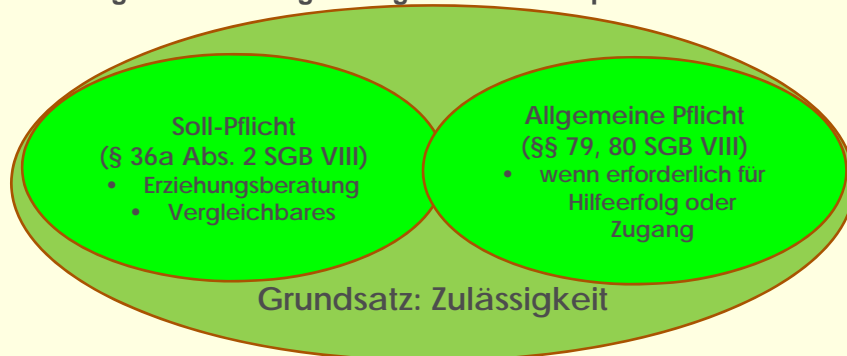 Soll-Pflicht
(§ 36a Abs. 2 SGB VIII)
• Erziehungsberatung
• Vergleichbares
Allgemeine Pflicht
(§§ 79, 80 SGB VIII)
• wenn erforderlich für
Hilfeerfolg oder
Zugang
Grundsatz: Zulässigkeit